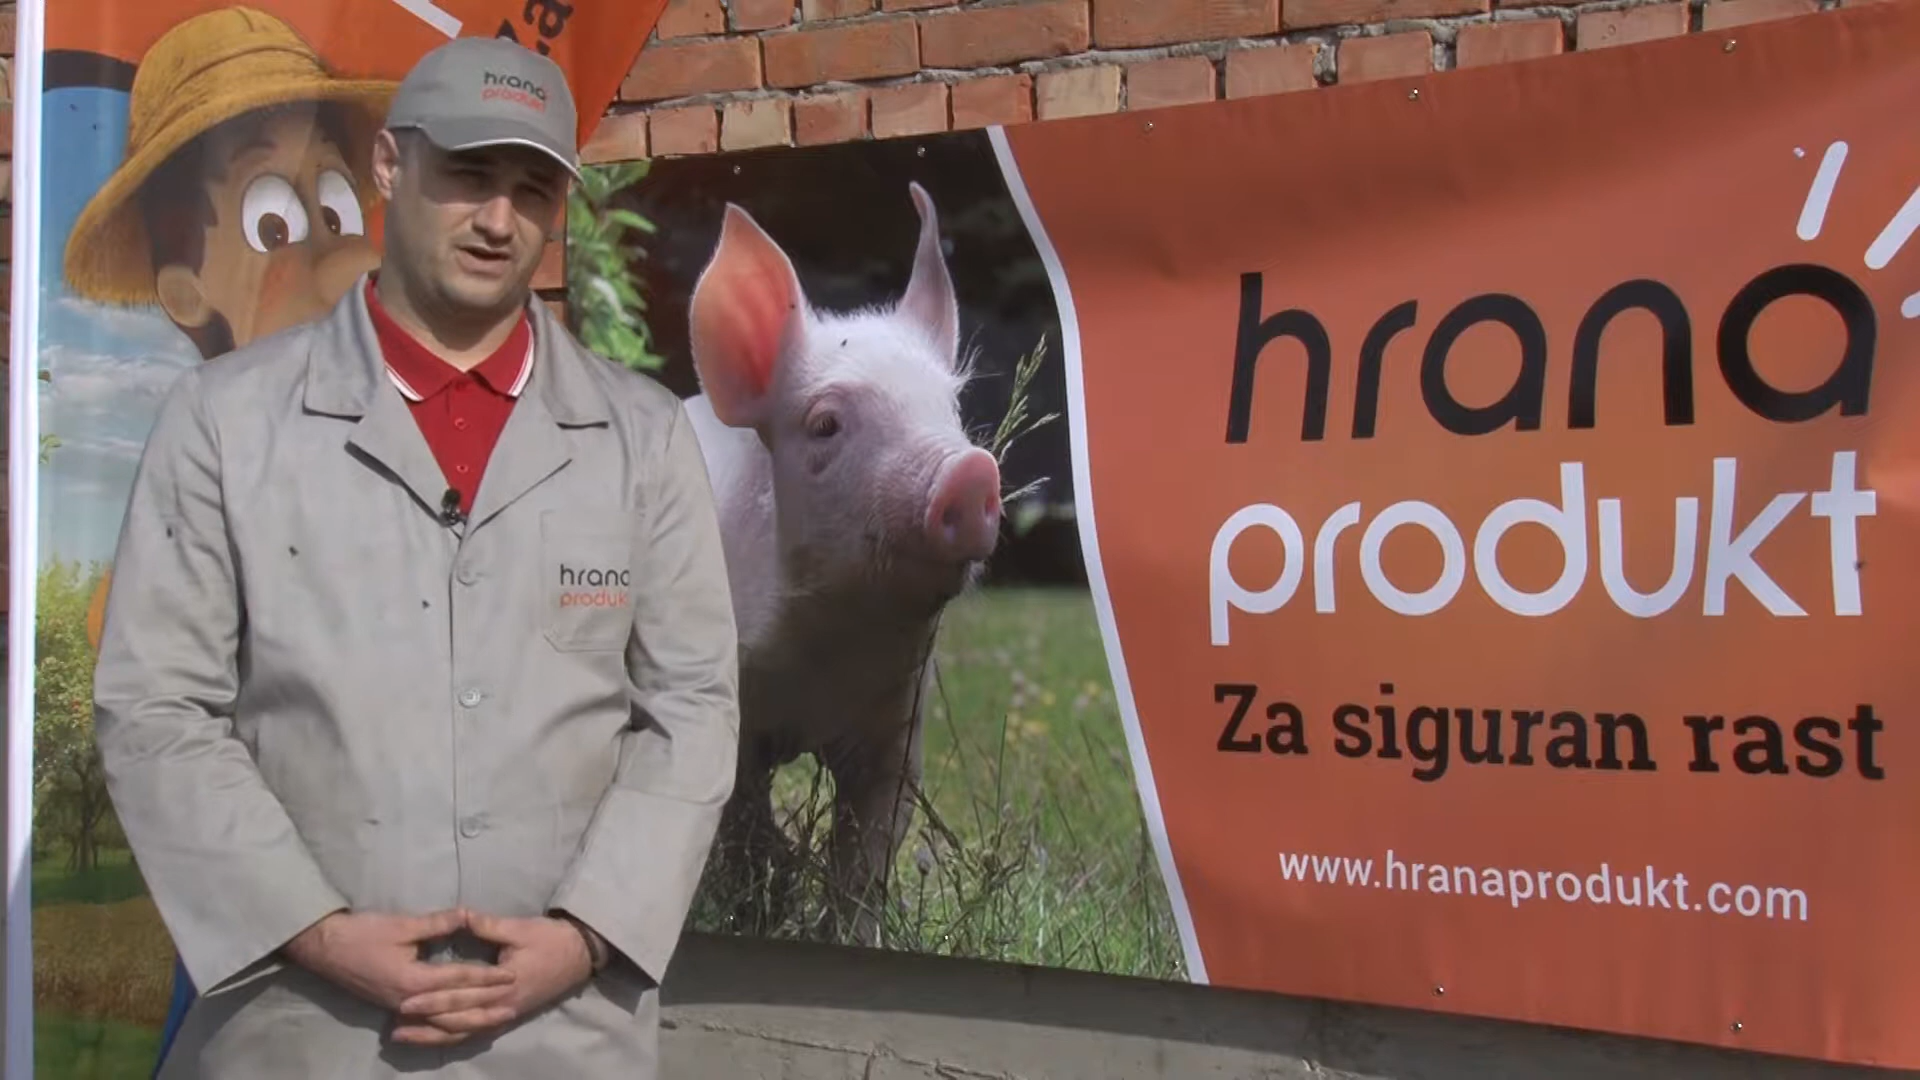 hrana
produkt
hrana
produkt
hrana
produkt
Za siguran rast
www.hranaprodukt.com